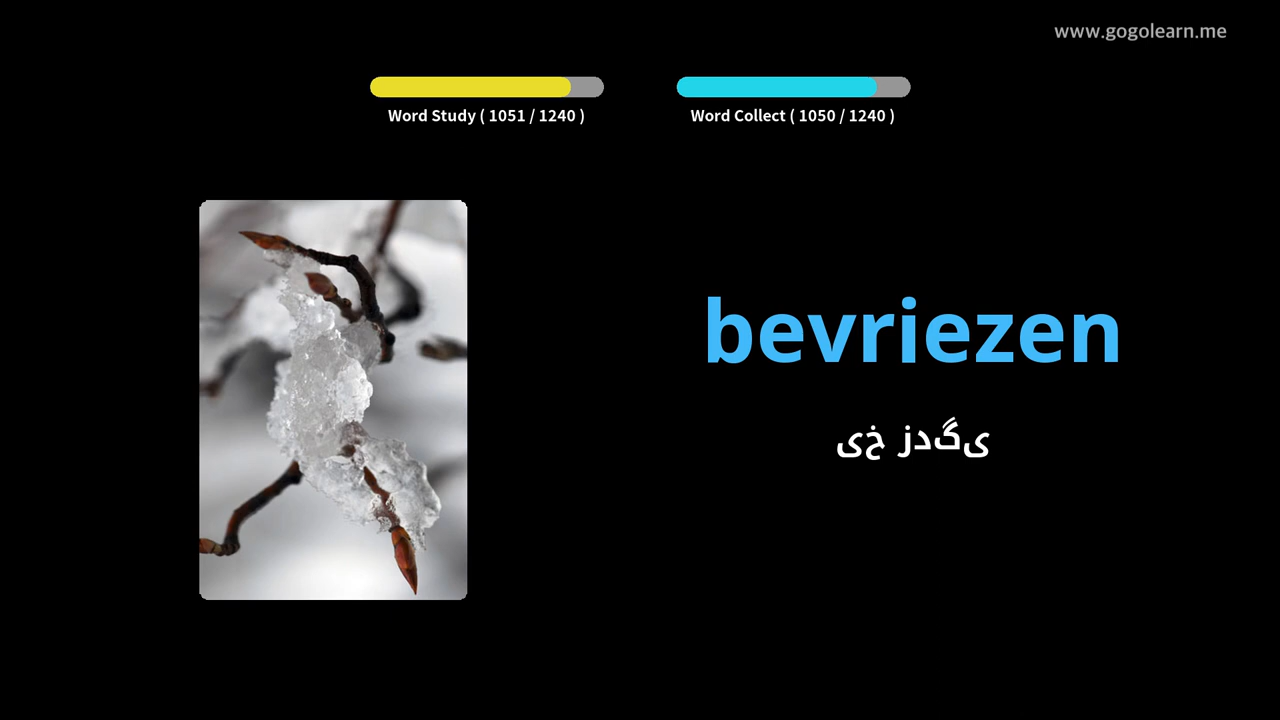 www.gogolearn.me
Word Study ( 1051 / 1240 )
Word Collect ( 1050 / 1240 )
bevriezen
یخ زدگی